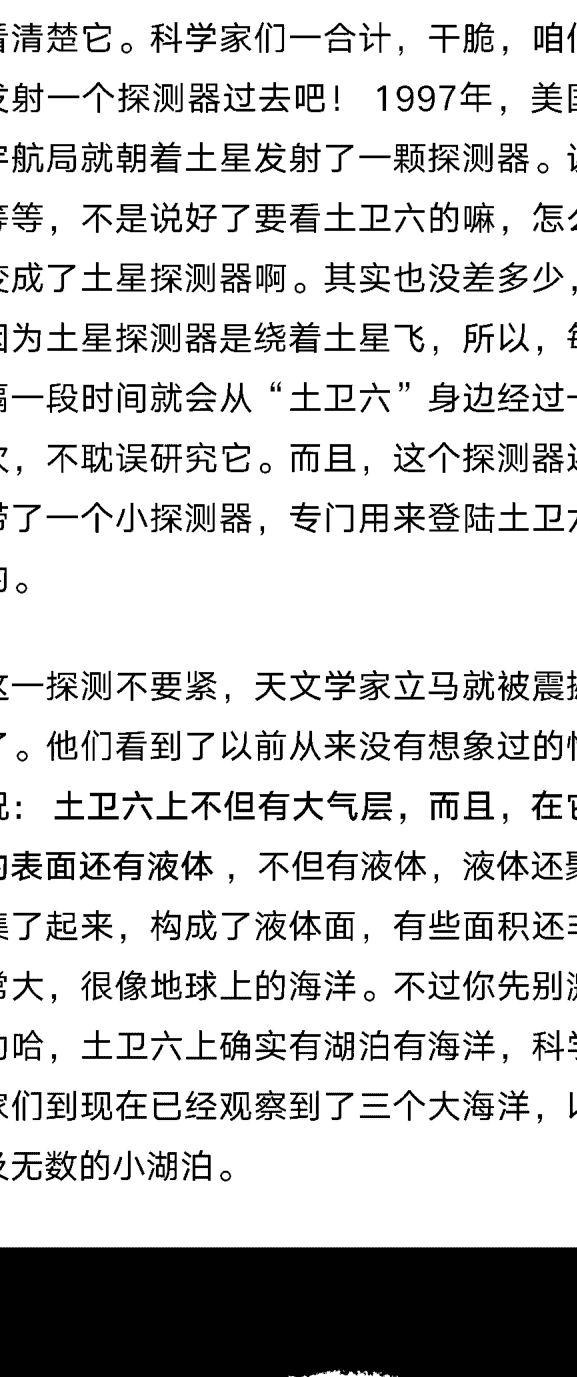 看清楚它。科学家们一合计，干脆，咱们
发射一个探测器过去吧！ 1997年，美国
宇航局就朝着土星发射了一颗探测器。诶
等等，不是说好了要看土卫六的嘛，怎么
变成了土星探测器啊。其实也没差多少，
因为土星探测器是绕着土星飞，所以，每
隔一段时间就会从“土卫六”身边经过一
次，不耽误研究它。而且，这个探测器还
带了一个小探测器，专门用来登陆土卫六
的。
这一探测不要紧，天文学家立马就被震撼
了。他们看到了以前从来没有想象过的情
况： 土卫六上不但有大气层，而且，在它
的表面还有液体 ，不但有液体，液体还聚
集了起来，构成了液体面，有些面积还非
常大，很像地球上的海洋。不过你先别激
动哈，土卫六上确实有湖泊有海洋，科学
家们到现在已经观察到了三个大海洋，以
及无数的小湖泊。